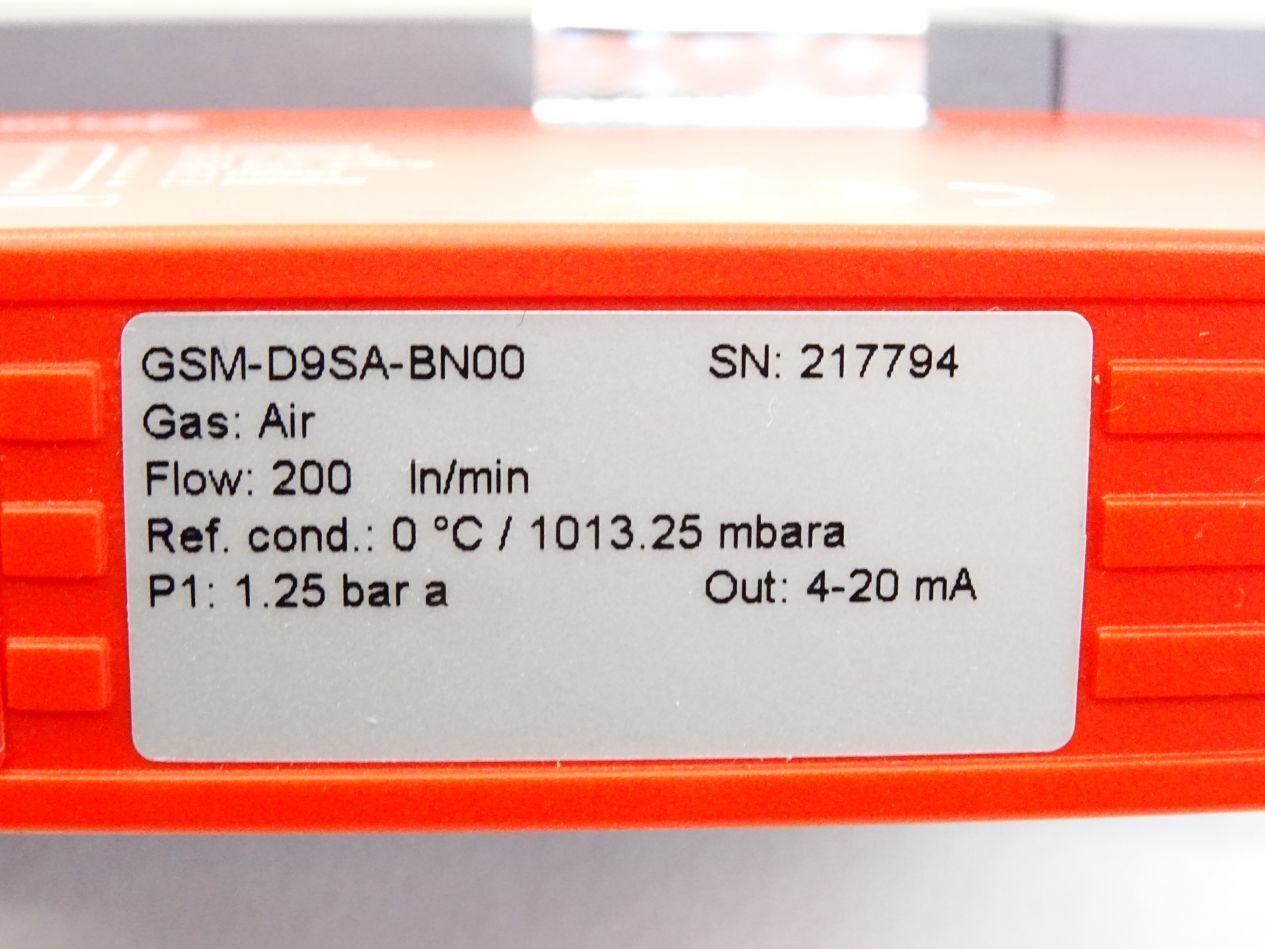 GSM-D9SA-BN00 SN: 217794
Gas: Air
Flow: 200 ln/min
Ref. cond.: 0 °C / 1013.25 mbara
P1: 1.25 bar a Out: 4-20 mA